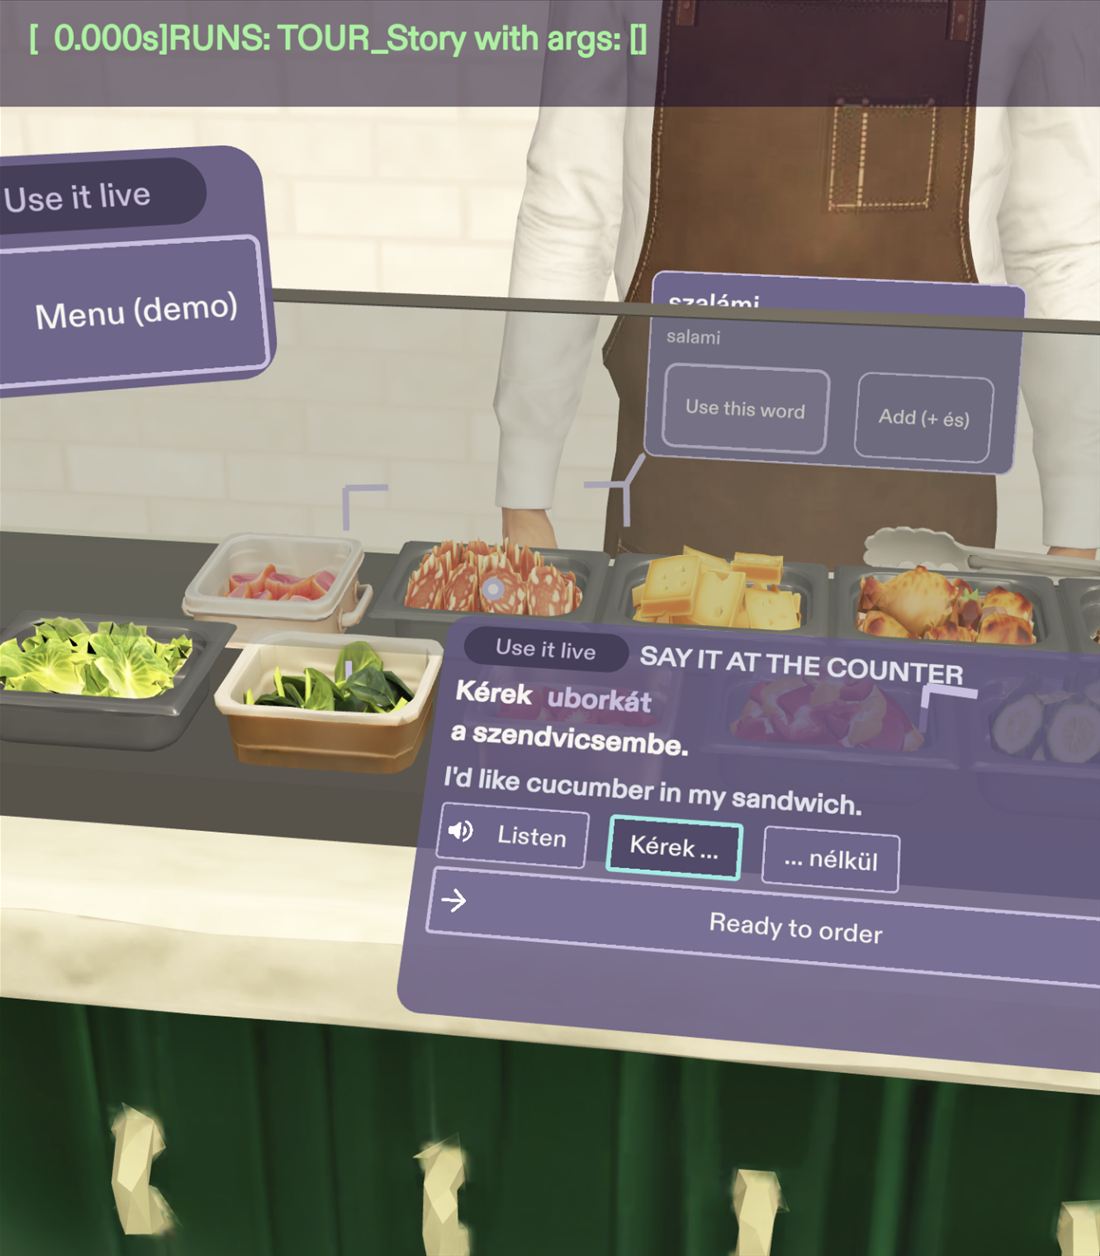 [  0.000s]RUNS: TOUR_Story with args: []
Use it live
Menu (demo)
szalámi
salami
Use this word
Add (+ és)
Use it live
SAY IT AT THE COUNTER
Kérek uborkát
a szendvicsembe.
I'd like cucumber in my sandwich.
Listen
Kérek ...
... nélkül
Ready to order